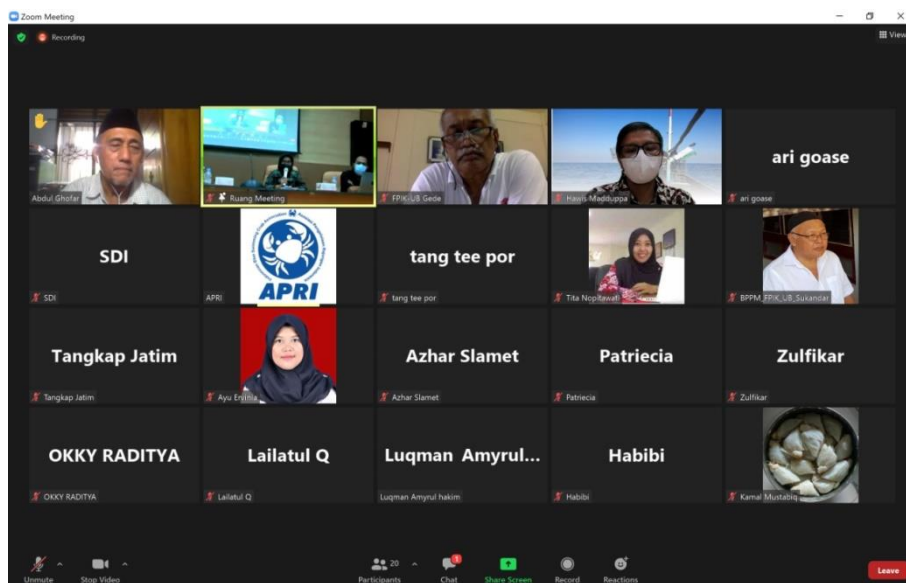 Zoom Meeting
Recording
View
Abdul Ghofar
Ruang Meeting
FPIK-UB Gede
Hawis Madduppa
ari goase
ari goase
SDI
SDI
APRI
APRI
tang tee por
tang tee por
Tita Nopitawati
BPPM_FPIK_UB_Sukandar
Tangkap Jatim
Tangkap Jatim
Ayu Ervinia
Azhar Slamet
Azhar Slamet
Patriecia
Patriecia
Zulfikar
Zulfikar
OKKY RADITYA
OKKY RADITYA
Lailatul Q
Lailatul Q
Luqman Amyrul...
Luqman Amyrul hakim
Habibi
Habibi
Kamal Mustabiq
Unmute
Stop Video
20
Participants
1
Chat
Share Screen
Record
Reactions
Leave